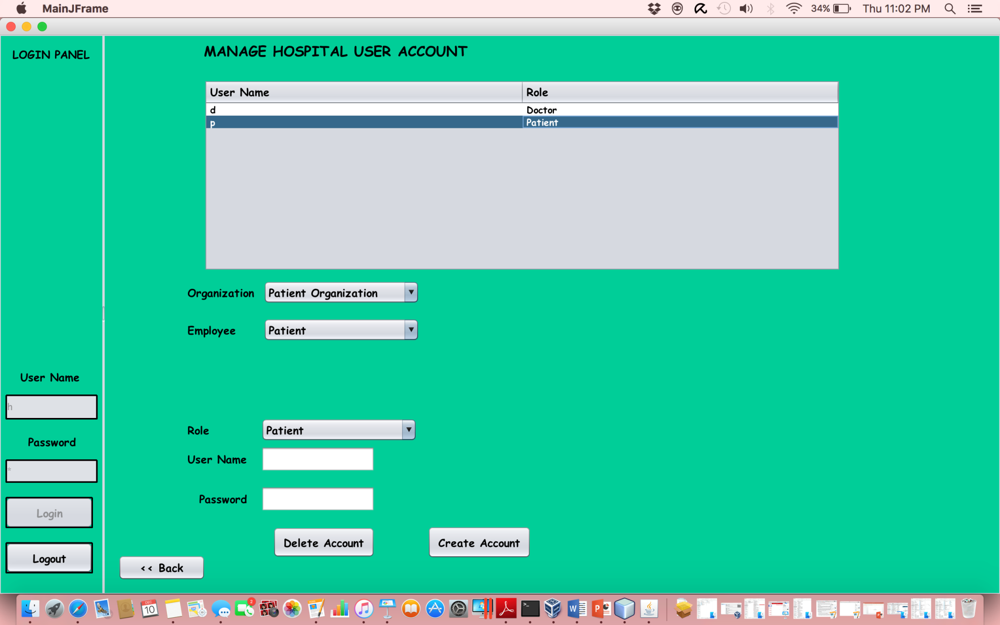 MainJFrame 34% Thu 11:02 PM
LOGIN PANEL
MANAGE HOSPITAL USER ACCOUNT
User Name Role
d Doctor
p Patient
Organization Patient Organization
Employee Patient
User Name
h
Password
*
Login
Logout
Role Patient
User Name
Password
Delete Account Create Account
<< Back
DEC
10
2